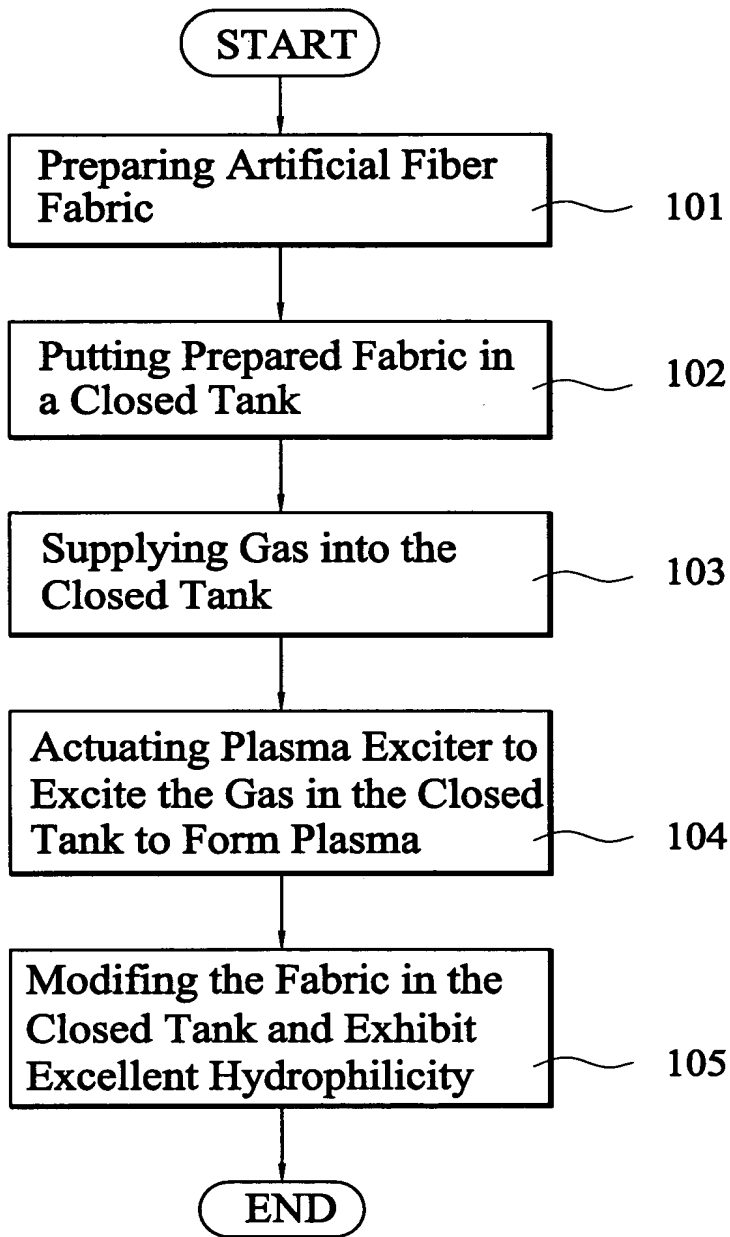 START
Preparing Artificial Fiber
Fabric
101
Putting Prepared Fabric in
a Closed Tank
102
Supplying Gas into the
Closed Tank
103
Actuating Plasma Exciter to
Excite the Gas in the Closed
Tank to Form Plasma
104
Modifing the Fabric in the
Closed Tank and Exhibit
Excellent Hydrophilicity
105
END